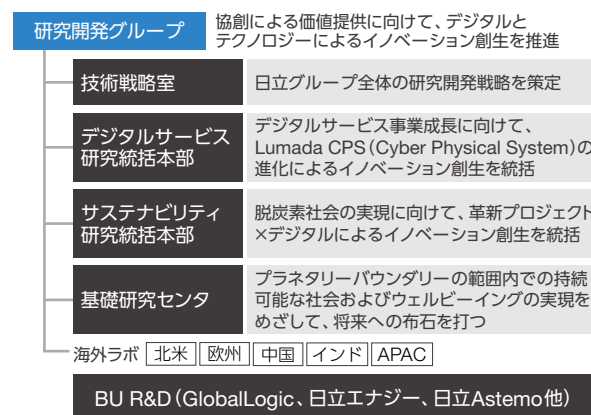 研究開発グループ
協創による価値提供に向けて、デジタルと
テクノロジーによるイノベーション創生を推進
技術戦略室
日立グループ全体の研究開発戦略を策定
デジタルサービス
研究統括本部
デジタルサービス事業成長に向けて、
Lumada CPS(Cyber Physical System)の
進化によるイノベーション創生を統括
サステナビリティ
研究統括本部
脱炭素社会の実現に向けて、革新プロジェクト
×デジタルによるイノベーション創生を統括
基礎研究センタ
プラネタリーバウンダリーの範囲内での持続
可能な社会およびウェルビーイングの実現を
めざして、将来への布石を打つ
海外ラボ 北米 欧州 中国 インド APAC
BU R&D(GlobalLogic、日立エナジー、日立Astemo他)